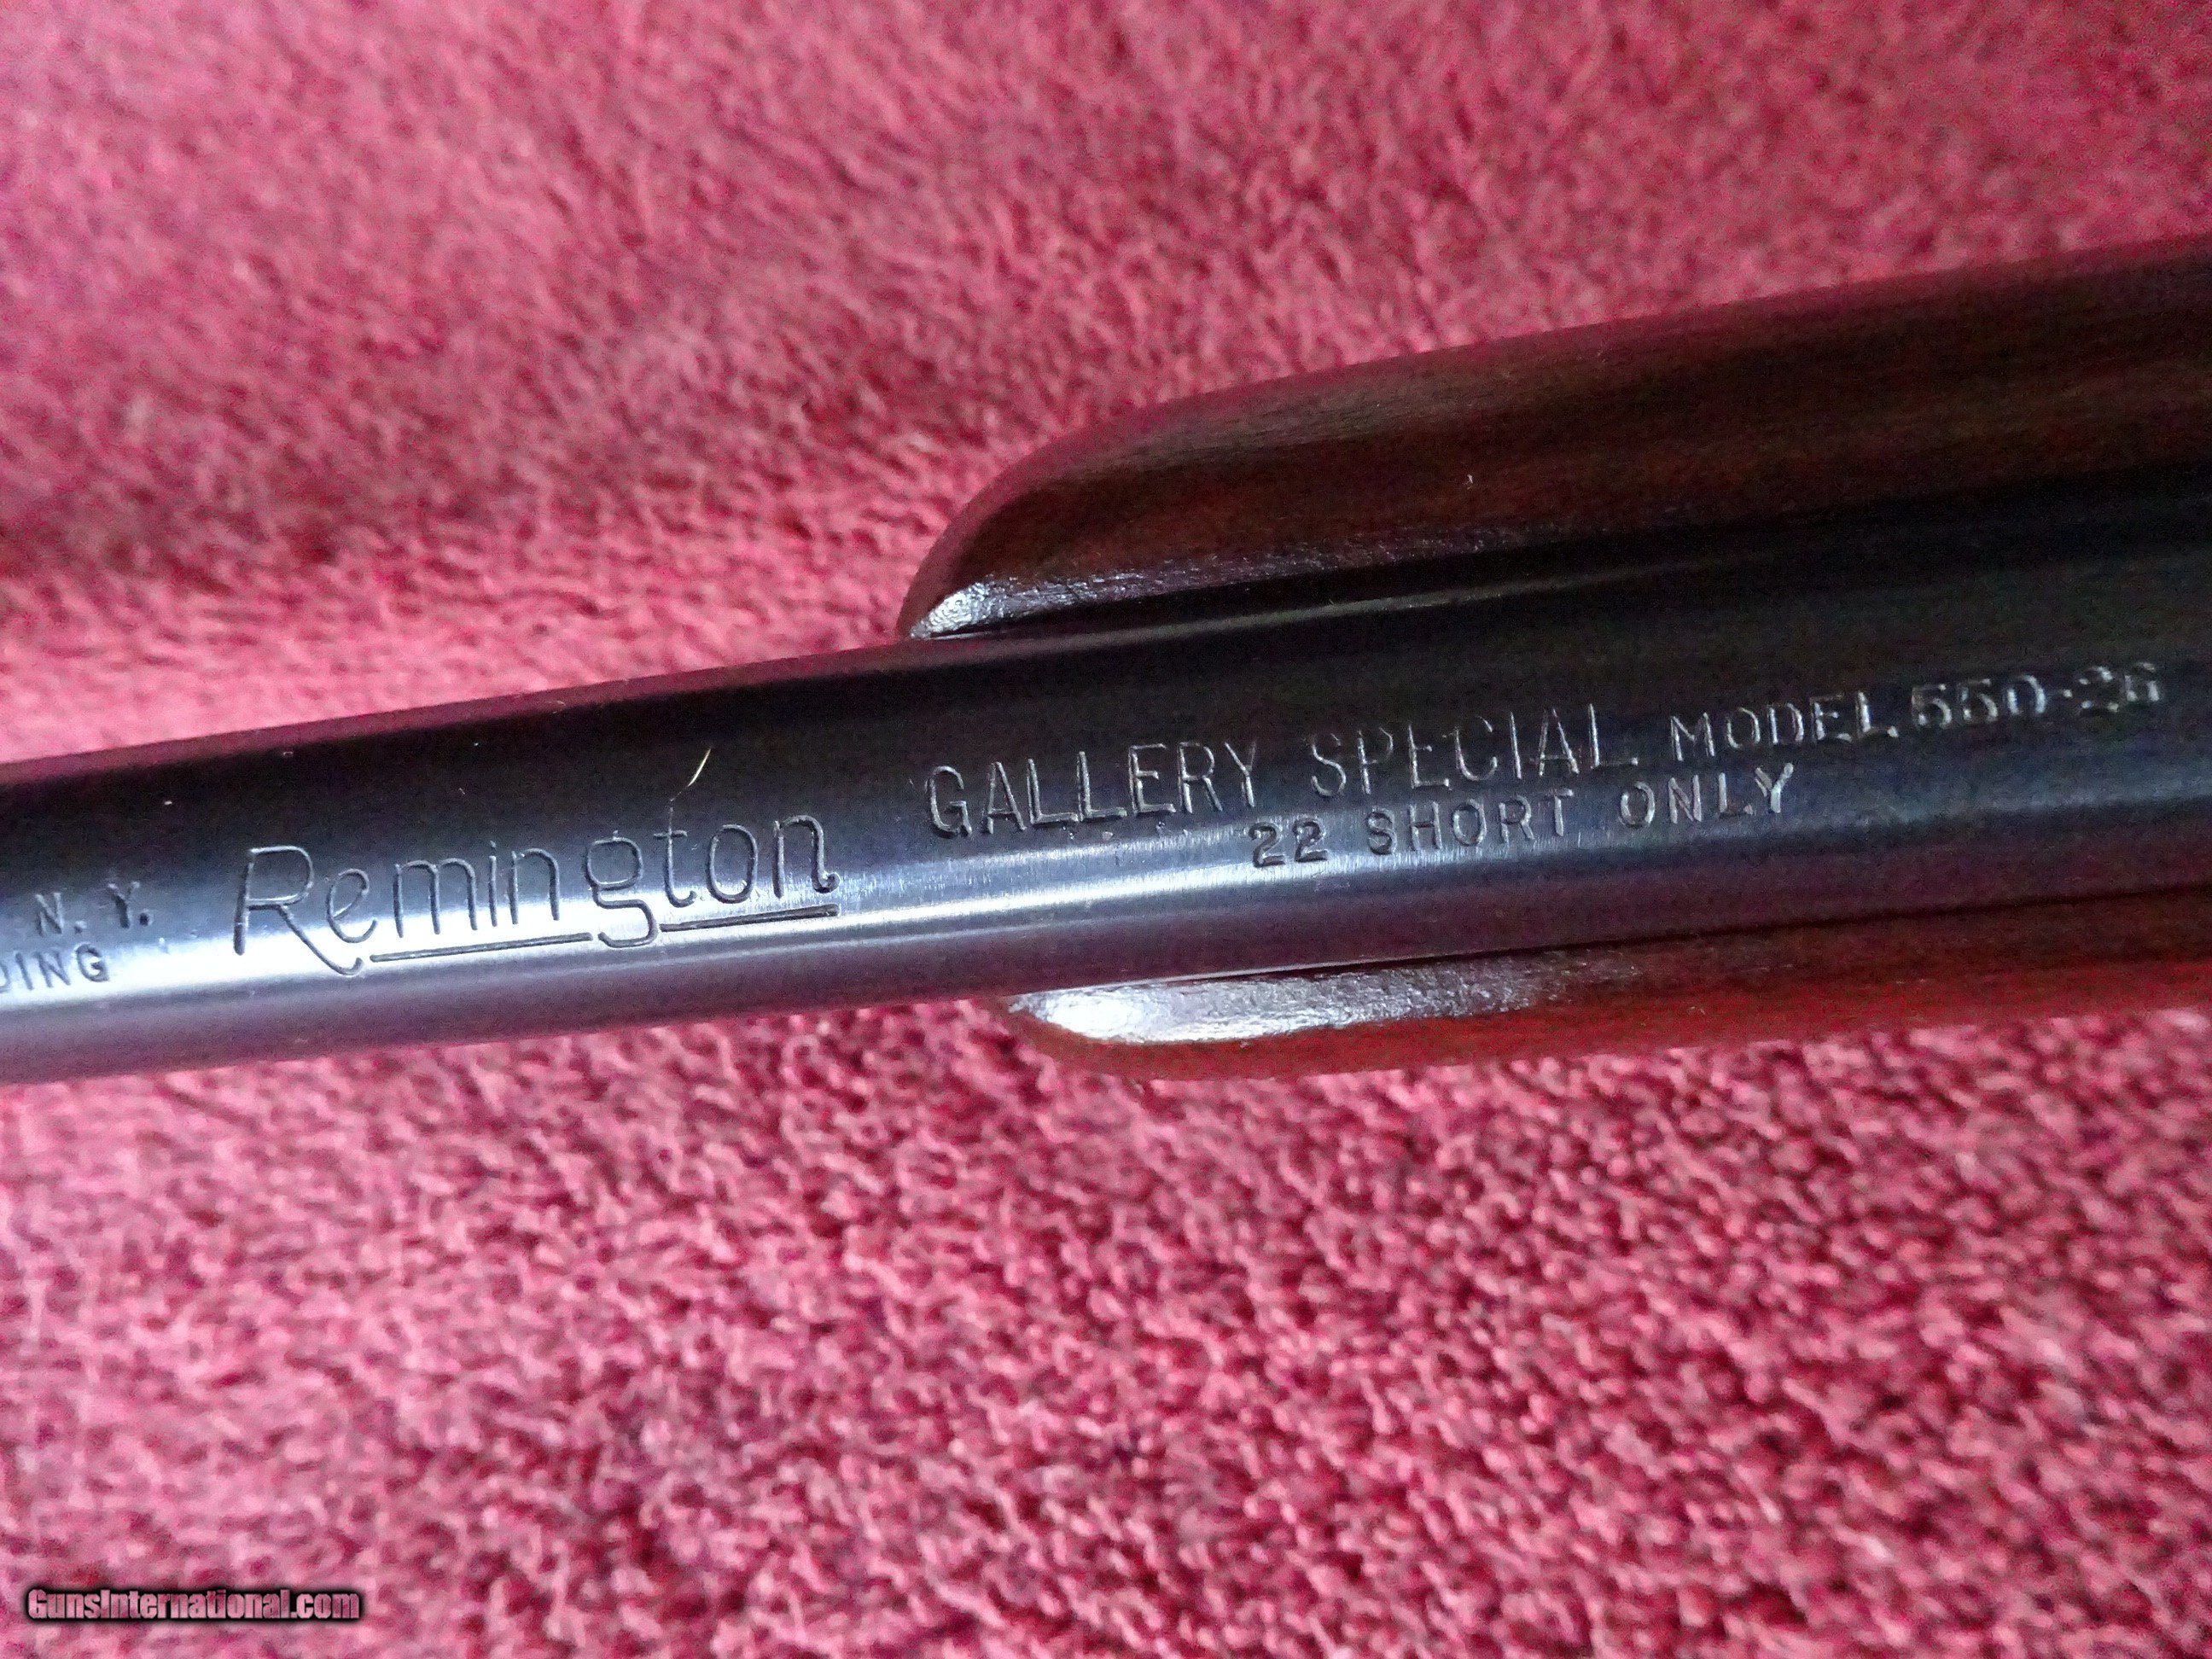 N. Y.
DING
Remington
GALLERY SPECIAL MODEL 550-2G
22 SHORT ONLY
GunsInternational.com